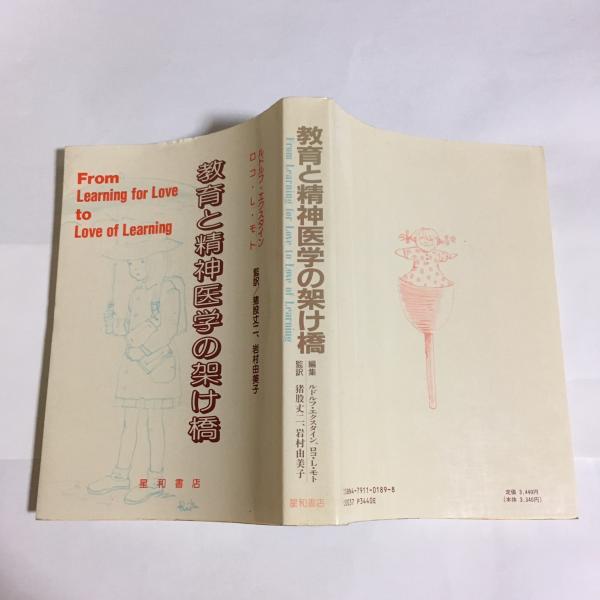 From
Learning for Love
to
Love of Learning
ルドルフ・エクスタイン
ロコ・L・モト
監訳/猪股丈二、岩村由美子
教育と精神医学の架け橋
星和書店
教育と精神医学の架け橋
From Learning for Love to Love of Learning
編集 ルドルフ・エクスタイン、ロコ・L・モト
監訳 猪股丈二、岩村由美子
星和書店
ISBN4-7911-0189-8
C0037 P3440E
定価 3,440円
(本体 3,340円)